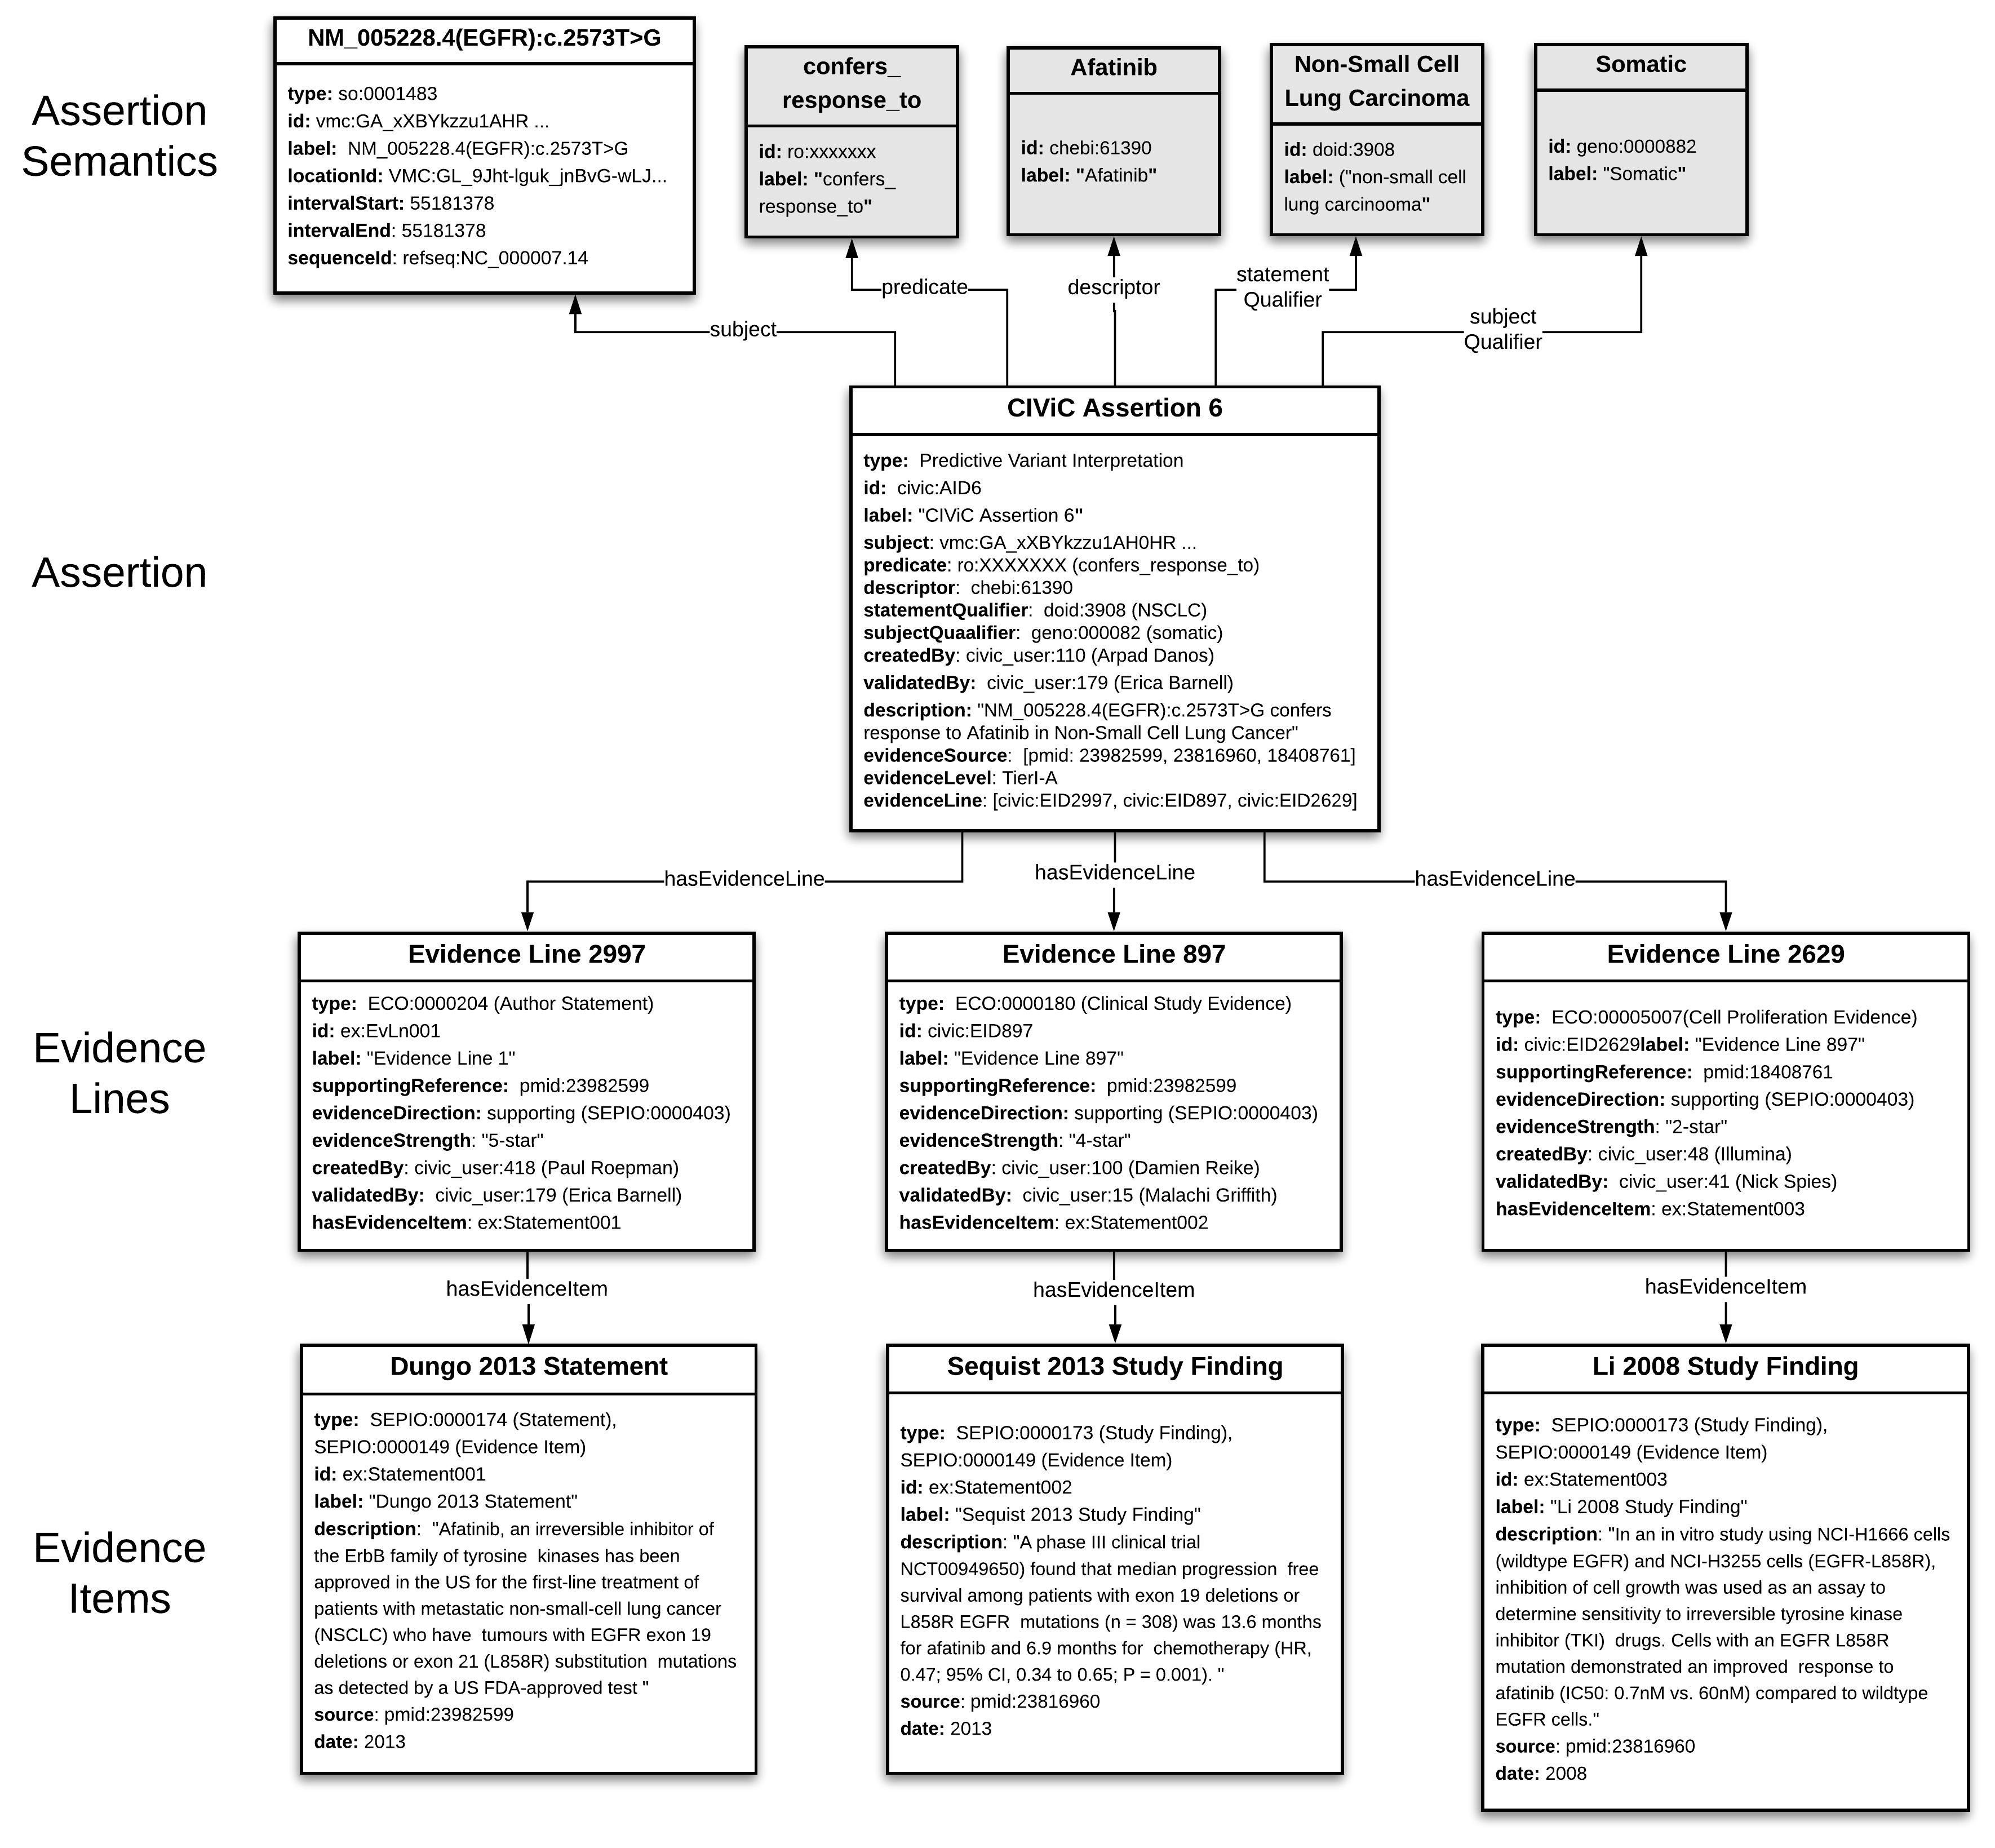 Assertion
Semantics
NM_005228.4(EGFR):c.2573T>G
type: so:0001483
id: vmc:GA_xXBYkzzu1AHR ...
label: NM_005228.4(EGFR):c.2573T>G
locationId: VMC:GL_9Jht-lguk_jnBvG-wLJ...
intervalStart: 55181378
intervalEnd: 55181378
sequenceId: refseq:NC_000007.14
confers_
response_to
id: ro:xxxxxxx
label: "confers_
response_to"
Afatinib
id: chebi:61390
label: "Afatinib"
Non-Small Cell
Lung Carcinoma
id: doid:3908
label: ("non-small cell
lung carcinooma"
Somatic
id: geno:0000882
label: "Somatic"
subject
predicate
descriptor
statement
Qualifier
subject
Qualifier
Assertion
CIViC Assertion 6
type: Predictive Variant Interpretation
id: civic:AID6
label: "CIViC Assertion 6"
subject: vmc:GA_xXBYkzzu1AH0HR ...
predicate: ro:XXXXXXX (confers_response_to)
descriptor: chebi:61390
statementQualifier: doid:3908 (NSCLC)
subjectQuaalifier: geno:000082 (somatic)
createdBy: civic_user:110 (Arpad Danos)
validatedBy: civic_user:179 (Erica Barnell)
description: "NM_005228.4(EGFR):c.2573T>G confers
response to Afatinib in Non-Small Cell Lung Cancer"
evidenceSource: [pmid: 23982599, 23816960, 18408761]
evidenceLevel: TierI-A
evidenceLine: [civic:EID2997, civic:EID897, civic:EID2629]
hasEvidenceLine
hasEvidenceLine
hasEvidenceLine
Evidence
Lines
Evidence Line 2997
type: ECO:0000204 (Author Statement)
id: ex:EvLn001
label: "Evidence Line 1"
supportingReference: pmid:23982599
evidenceDirection: supporting (SEPIO:0000403)
evidenceStrength: "5-star"
createdBy: civic_user:418 (Paul Roepman)
validatedBy: civic_user:179 (Erica Barnell)
hasEvidenceItem: ex:Statement001
Evidence Line 897
type: ECO:0000180 (Clinical Study Evidence)
id: civic:EID897
label: "Evidence Line 897"
supportingReference: pmid:23982599
evidenceDirection: supporting (SEPIO:0000403)
evidenceStrength: "4-star"
createdBy: civic_user:100 (Damien Reike)
validatedBy: civic_user:15 (Malachi Griffith)
hasEvidenceItem: ex:Statement002
Evidence Line 2629
type: ECO:00005007(Cell Proliferation Evidence)
id: civic:EID2629label: "Evidence Line 897"
supportingReference: pmid:18408761
evidenceDirection: supporting (SEPIO:0000403)
evidenceStrength: "2-star"
createdBy: civic_user:48 (Illumina)
validatedBy: civic_user:41 (Nick Spies)
hasEvidenceItem: ex:Statement003
hasEvidenceItem
hasEvidenceItem
hasEvidenceItem
Evidence
Items
Dungo 2013 Statement
type: SEPIO:0000174 (Statement),
SEPIO:0000149 (Evidence Item)
id: ex:Statement001
label: "Dungo 2013 Statement"
description: "Afatinib, an irreversible inhibitor of
the ErbB family of tyrosine kinases has been
approved in the US for the first-line treatment of
patients with metastatic non-small-cell lung cancer
(NSCLC) who have tumours with EGFR exon 19
deletions or exon 21 (L858R) substitution mutations
as detected by a US FDA-approved test "
source: pmid:23982599
date: 2013
Sequist 2013 Study Finding
type: SEPIO:0000173 (Study Finding),
SEPIO:0000149 (Evidence Item)
id: ex:Statement002
label: "Sequist 2013 Study Finding"
description: "A phase III clinical trial
NCT00949650) found that median progression free
survival among patients with exon 19 deletions or
L858R EGFR mutations (n = 308) was 13.6 months
for afatinib and 6.9 months for chemotherapy (HR,
0.47; 95% CI, 0.34 to 0.65; P = 0.001). "
source: pmid:23816960
date: 2013
Li 2008 Study Finding
type: SEPIO:0000173 (Study Finding),
SEPIO:0000149 (Evidence Item)
id: ex:Statement003
label: "Li 2008 Study Finding"
description: "In an in vitro study using NCI-H1666 cells
(wildtype EGFR) and NCI-H3255 cells (EGFR-L858R),
inhibition of cell growth was used as an assay to
determine sensitivity to irreversible tyrosine kinase
inhibitor (TKI) drugs. Cells with an EGFR L858R
mutation demonstrated an improved response to
afatinib (IC50: 0.7nM vs. 60nM) compared to wildtype
EGFR cells."
source: pmid:23816960
date: 2008